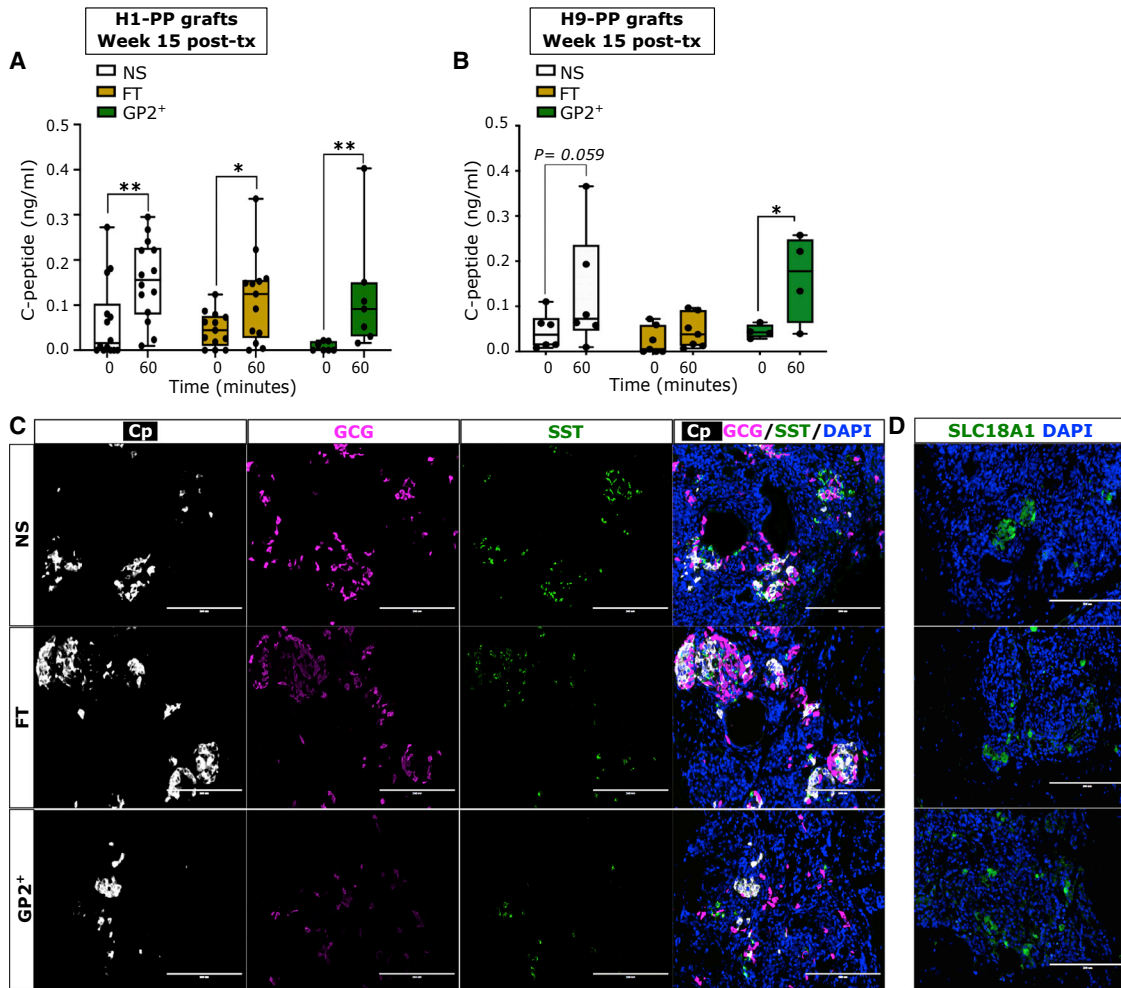 H1-PP grafts
Week 15 post-tx
H9-PP grafts
Week 15 post-tx
A
B
NS
FT
GP2+
NS
FT
GP2+
C-peptide (ng/ml)
0.5
0.4
0.3
0.2
0.1
0.0
**
*
**
0 60 0 60 0 60
Time (minutes)
C-peptide (ng/ml)
0.5
0.4
0.3
0.2
0.1
0.0
P= 0.059
*
0 60 0 60 0 60
Time (minutes)
C
Cp
GCG
SST
Cp GCG/SST/DAPI
D
SLC18A1 DAPI
NS
FT
GP2+